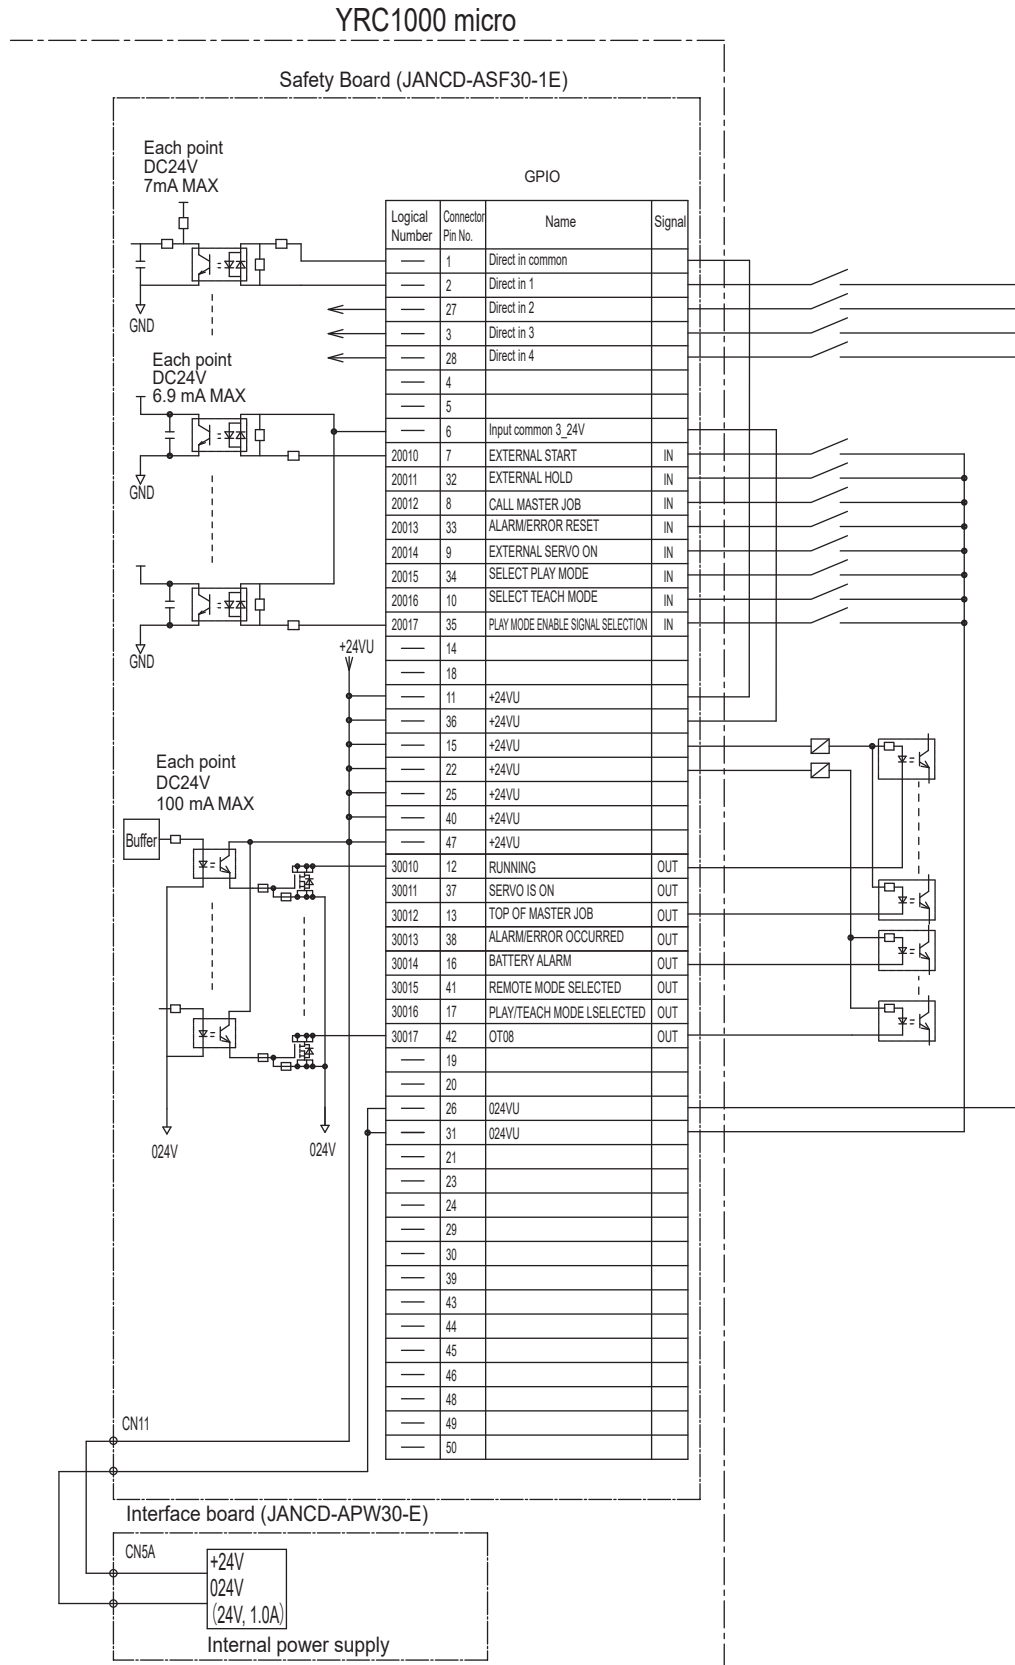 YRC1000 micro
Safety Board (JANCD-ASF30-1E)
Each point
DC24V
7mA MAX
GPIO
Logical Number Connector Pin No. Name Signal
— 1 Direct in common
— 2 Direct in 1
GND
— 27 Direct in 2
— 3 Direct in 3
— 28 Direct in 4
Each point
DC24V
6.9 mA MAX
— 4
— 5
— 6 Input common 3_24V
20010 7 EXTERNAL START IN
20011 32 EXTERNAL HOLD IN
GND
20012 8 CALL MASTER JOB IN
20013 33 ALARM/ERROR RESET IN
20014 9 EXTERNAL SERVO ON IN
20015 34 SELECT PLAY MODE IN
20016 10 SELECT TEACH MODE IN
20017 35 PLAY MODE ENABLE SIGNAL SELECTION IN
+24VU
GND
— 14
— 18
— 11 +24VU
— 36 +24VU
— 15 +24VU
— 22 +24VU
— 25 +24VU
— 40 +24VU
— 47 +24VU
Each point
DC24V
100 mA MAX
Buffer
30010 12 RUNNING OUT
30011 37 SERVO IS ON OUT
30012 13 TOP OF MASTER JOB OUT
30013 38 ALARM/ERROR OCCURRED OUT
30014 16 BATTERY ALARM OUT
30015 41 REMOTE MODE SELECTED OUT
30016 17 PLAY/TEACH MODE LSELECTED OUT
30017 42 OT08 OUT
— 19
— 20
— 26 024VU
— 31 024VU
024V
024V
— 21
— 23
— 24
— 29
— 30
— 39
— 43
— 44
— 45
— 46
— 48
— 49
— 50
CN11
Interface board (JANCD-APW30-E)
CN5A
+24V
024V
(24V, 1.0A)
Internal power supply